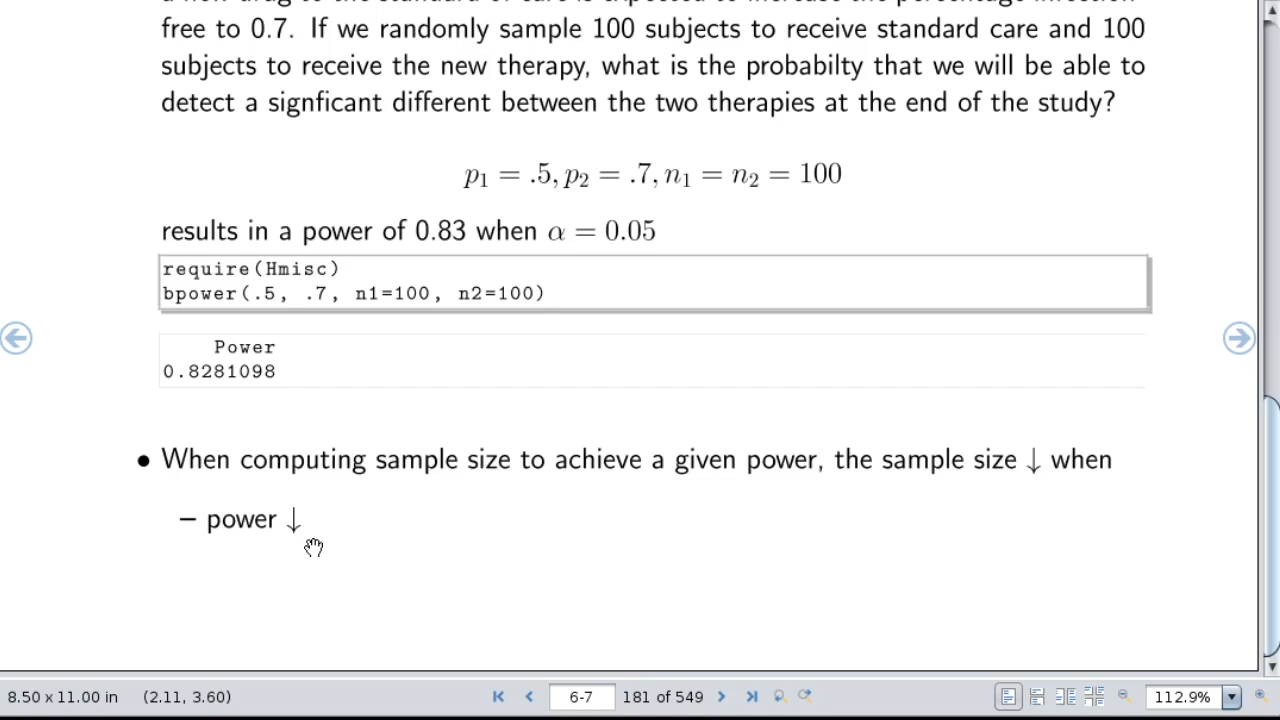 free to 0.7. If we randomly sample 100 subjects to receive standard care and 100
subjects to receive the new therapy, what is the probabilty that we will be able to
detect a signficant different between the two therapies at the end of the study?
p₁ = .5, p₂ = .7, n₁ = n₂ = 100
results in a power of 0.83 when α = 0.05
require(Hmisc)
bpower(.5, .7, n1=100, n2=100)
Power
0.8281098
• When computing sample size to achieve a given power, the sample size ↓ when
– power ↓
8.50 x 11.00 in (2.11, 3.60) 6-7 181 of 549 112.9%